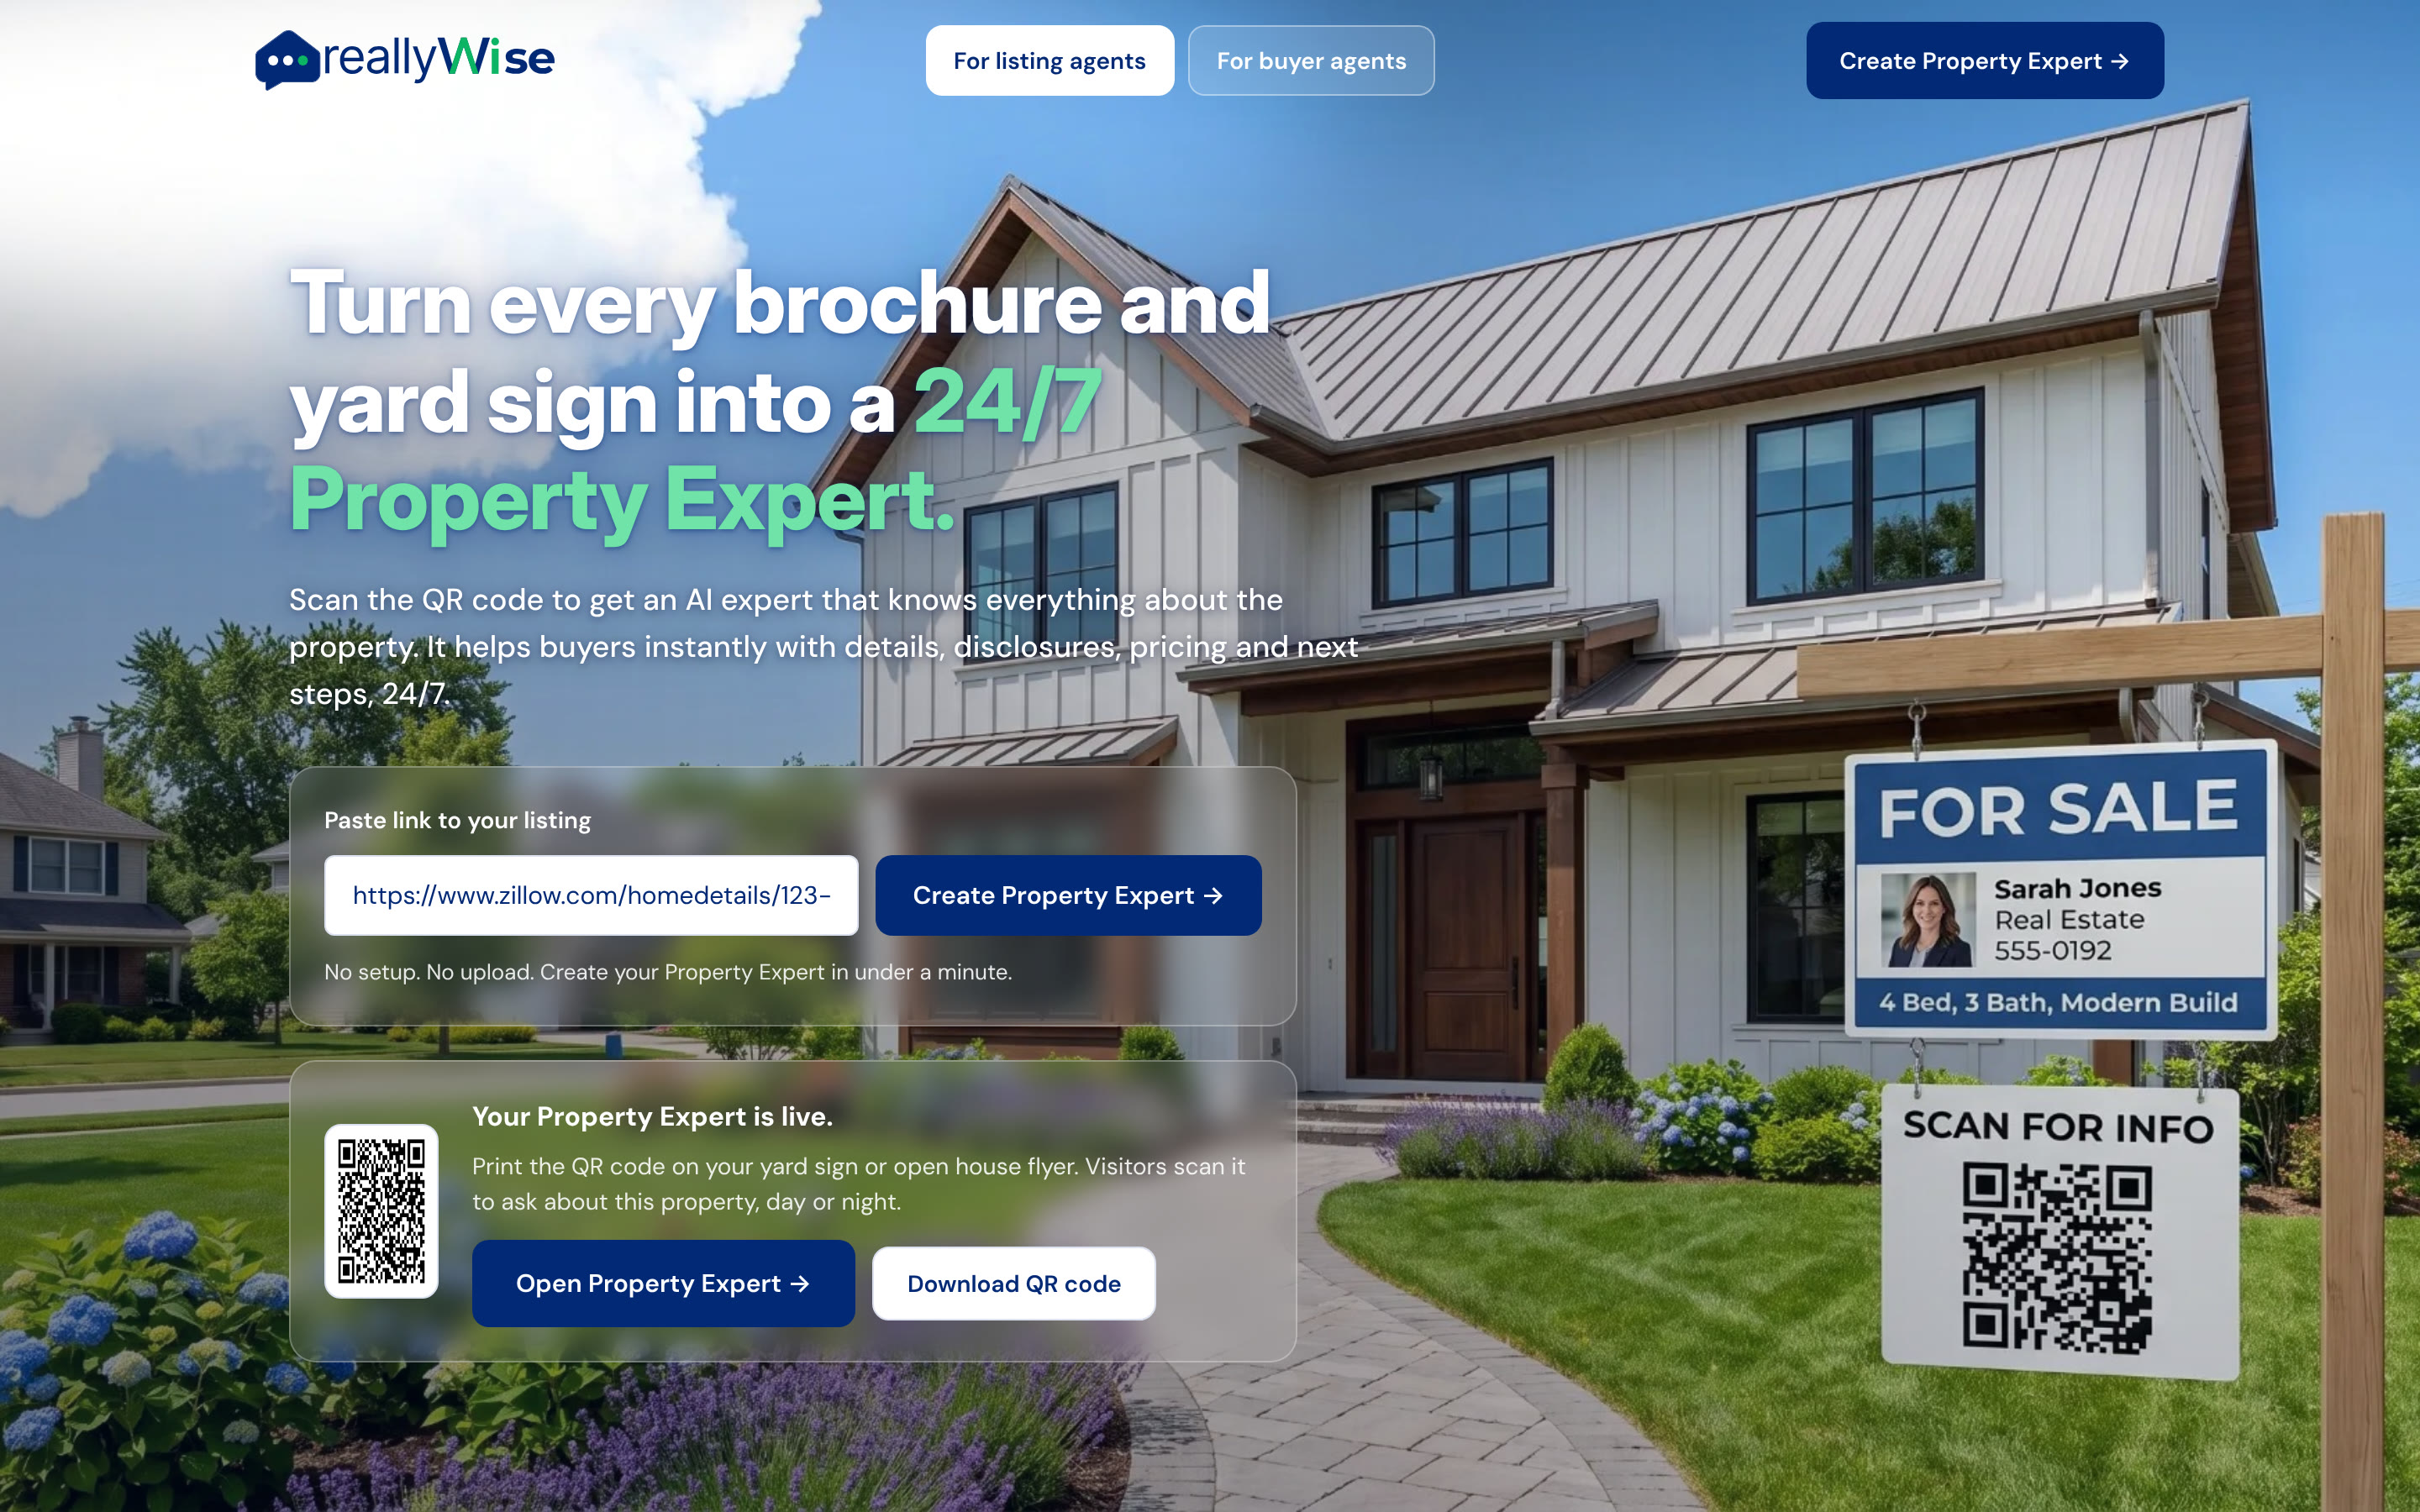 reallyWise
For listing agents
For buyer agents
Create Property Expert →
Turn every brochure and
yard sign into a 24/7
Property Expert.
Scan the QR code to get an AI expert that knows everything about the
property. It helps buyers instantly with details, disclosures, pricing and next
steps, 24/7.
Paste link to your listing
https://www.zillow.com/homedetails/123-
Create Property Expert →
No setup. No upload. Create your Property Expert in under a minute.
Your Property Expert is live.
Print the QR code on your yard sign or open house flyer. Visitors scan it
to ask about this property, day or night.
Open Property Expert →
Download QR code
FOR SALE
Sarah Jones
Real Estate
555-0192
4 Bed, 3 Bath, Modern Build
SCAN FOR INFO